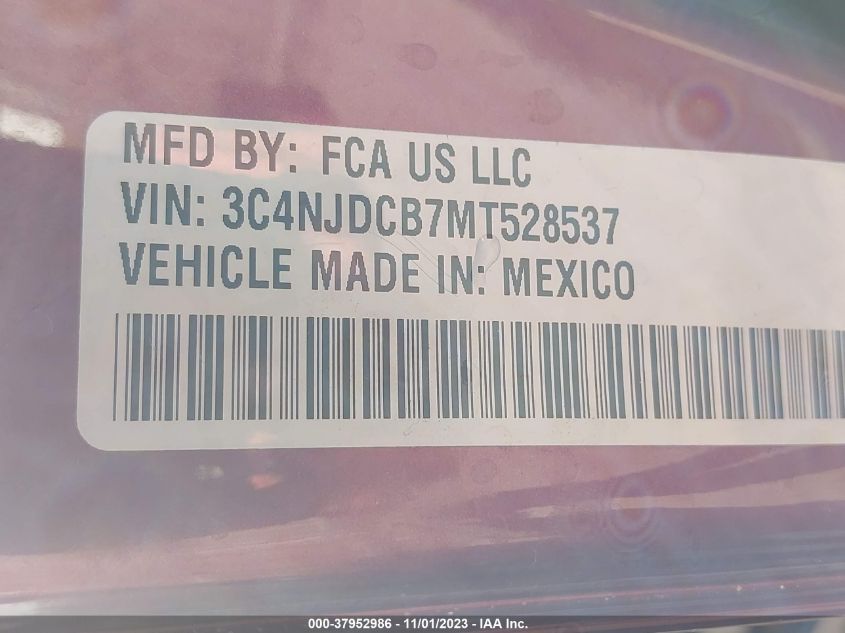 MFD BY: FCA US LLC
VIN: 3C4NJDCB7MT528537
VEHICLE MADE IN: MEXICO
000-37952986 - 11/01/2023 - IAA Inc.